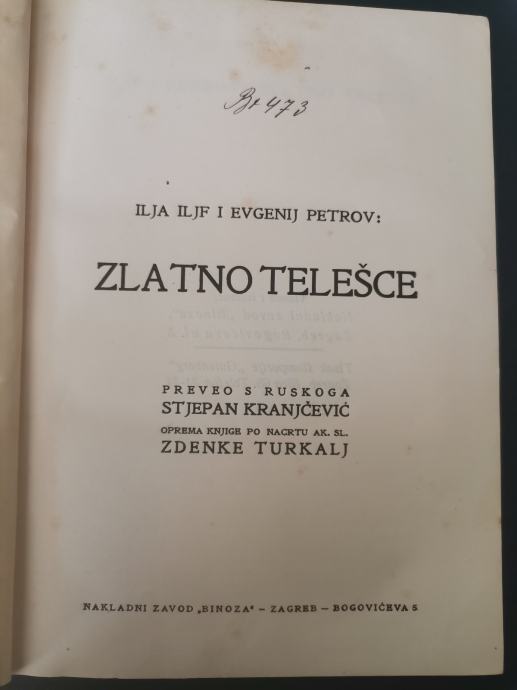 Br 473
ILJA ILJF I EVGENIJ PETROV:
ZLATNO TELEŠCE
PREVEO S RUSKOGA
STJEPAN KRANJČEVIĆ
OPREMA KNJIGE PO NACRTU AK. SL.
ZDENKE TURKALJ
NAKLADNI ZAVOD „BINOZA“ — ZAGREB — BOGOVIĆEVA 5